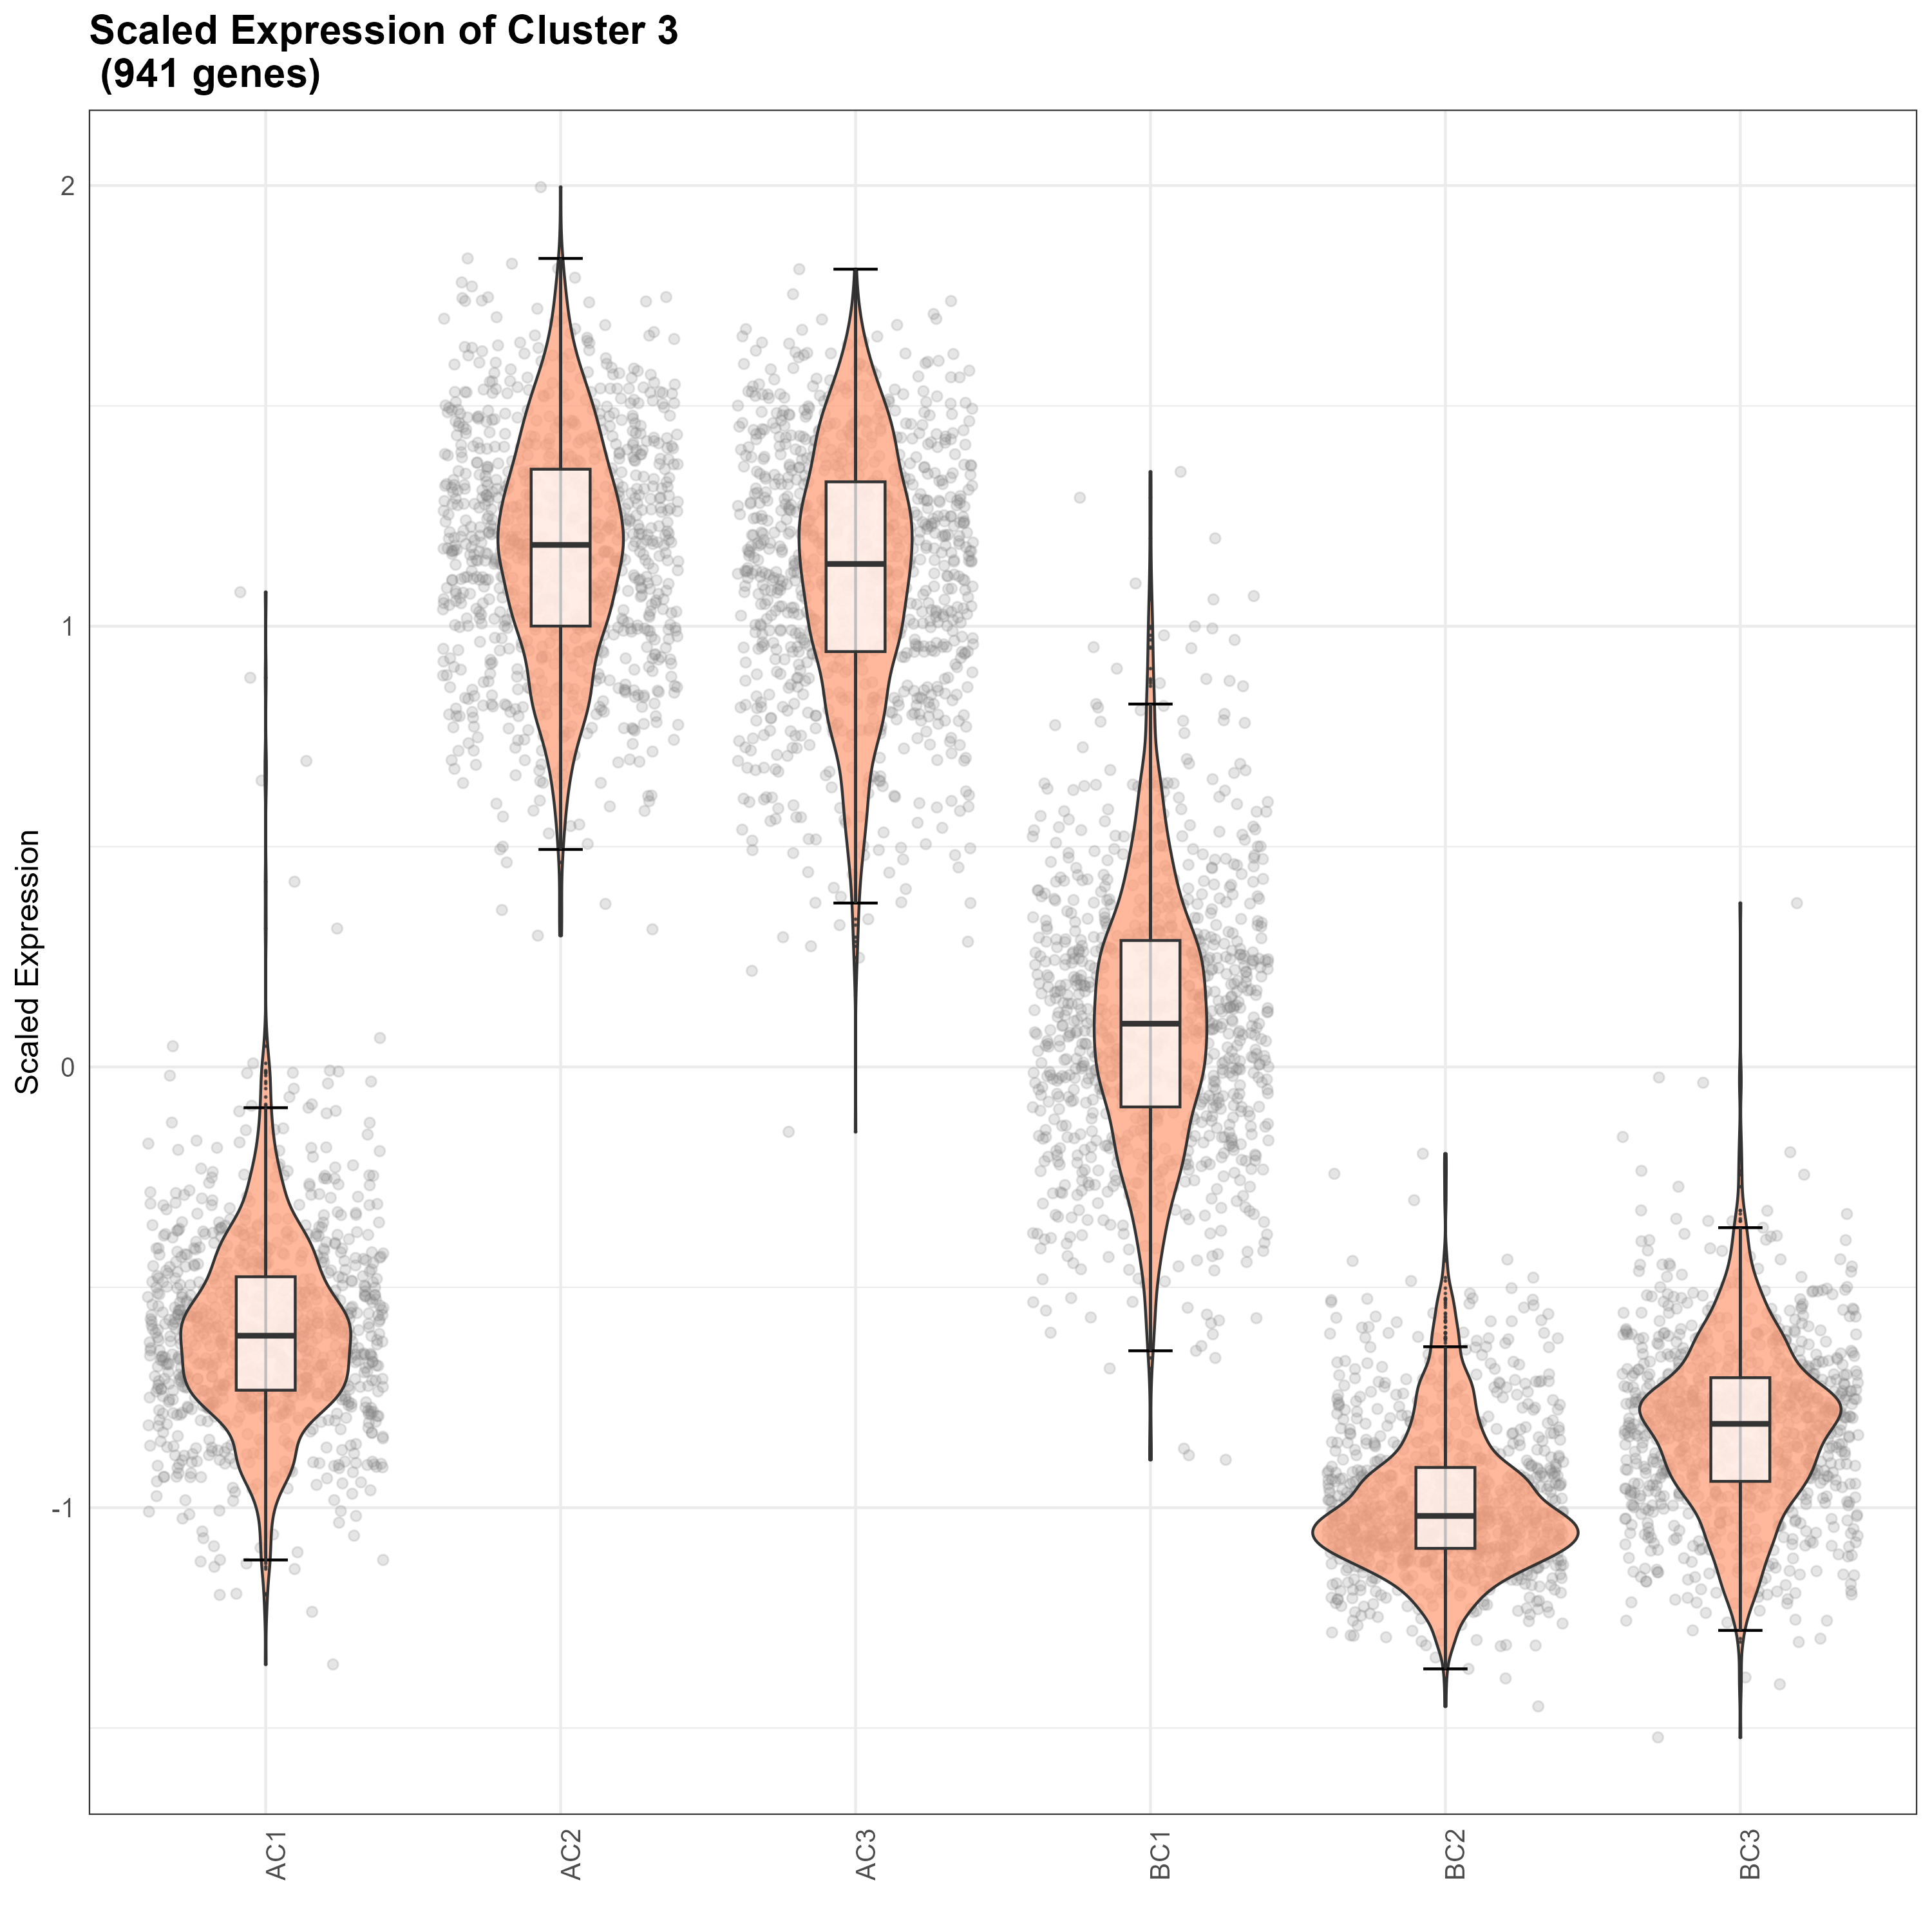 Scaled Expression of Cluster 3
(941 genes)
2
1
0
-1
Scaled Expression
AC1
AC2
AC3
BC1
BC2
BC3